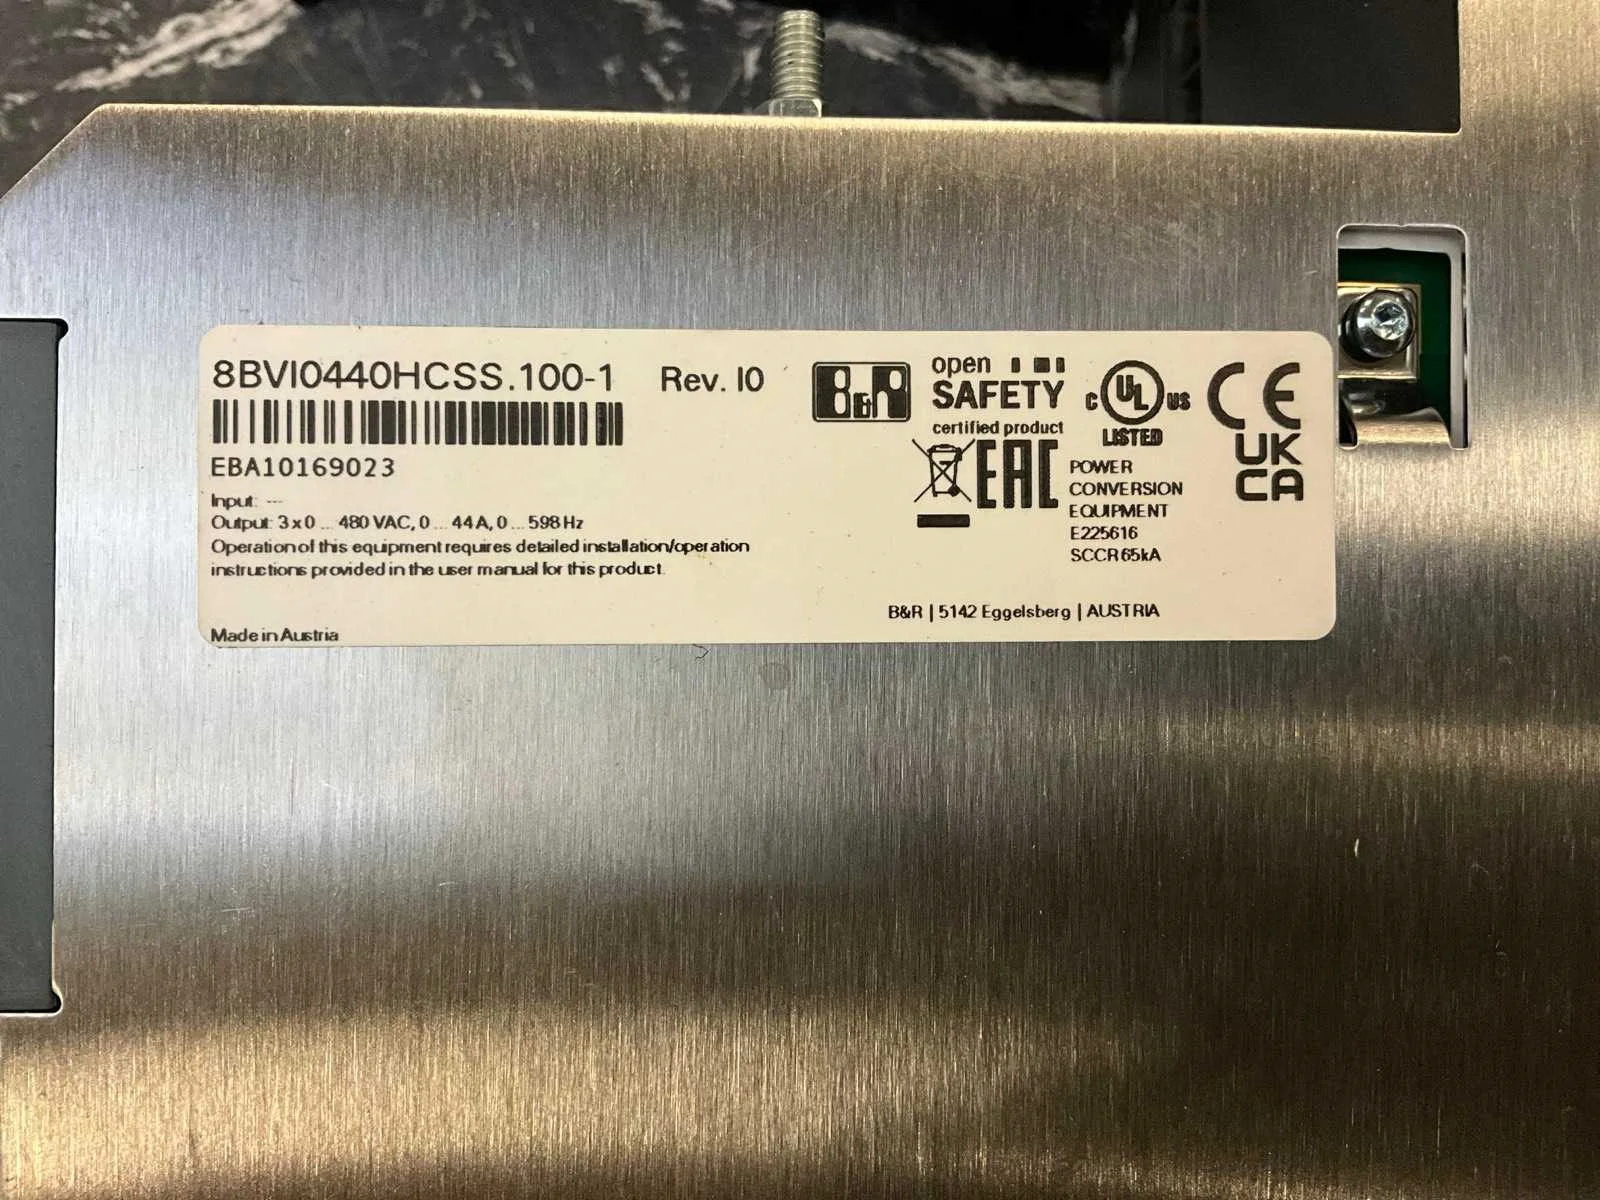 8BVI0440HCSS.100-1 Rev. I0
EBA10169023
Input: ---
Output: 3 x 0 ... 480 VAC, 0 ... 44 A, 0 ... 598 Hz
Operation of this equipment requires detailed installation/operation
instructions provided in the user manual for this product.
Made in Austria
B&R
open
SAFETY
certified product
C UL US
LISTED
CE
EAC
UK
CA
POWER
CONVERSION
EQUIPMENT
E225616
SCCR 65kA
B&R | 5142 Eggelsberg | AUSTRIA